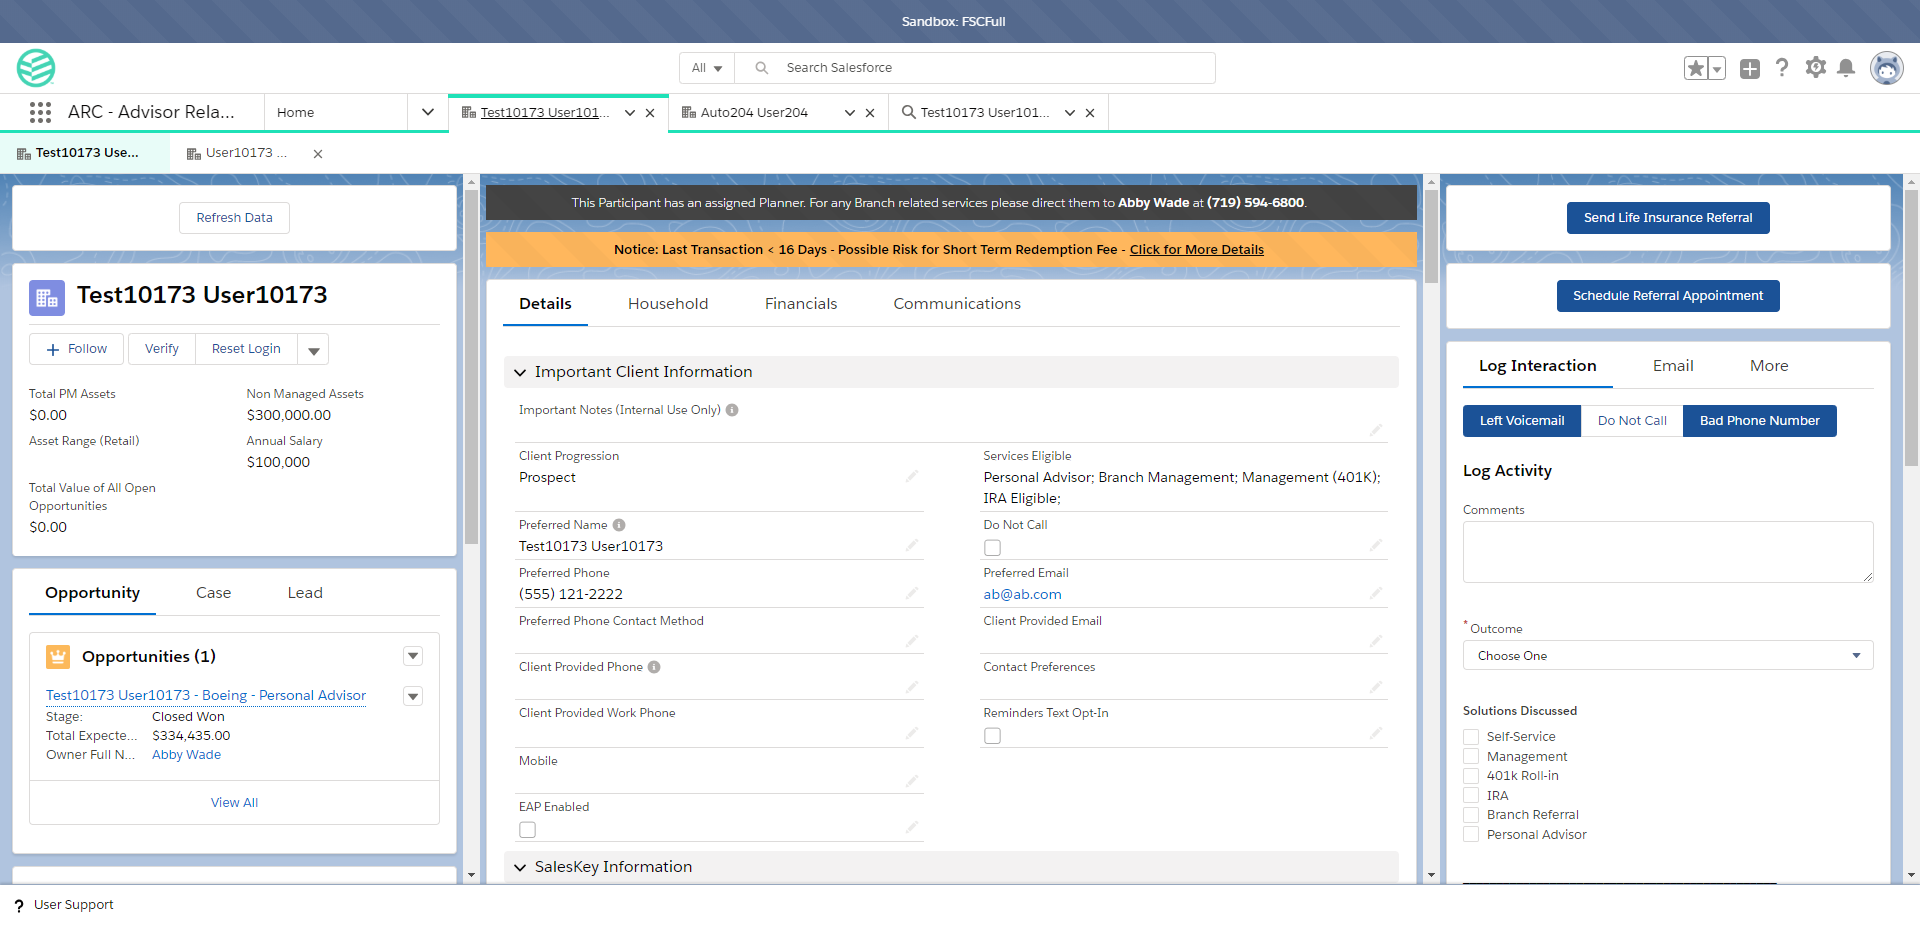 Sandbox: FSCFull
All
Search Salesforce
ARC - Advisor Rela...
Home
Test10173 User101...
Auto204 User204
Test10173 User101...
Test10173 Use...
User10173 ...
Refresh Data
Test10173 User10173
Follow
Verify
Reset Login
Total PM Assets
$0.00
Non Managed Assets
$300,000.00
Asset Range (Retail)
Annual Salary
$100,000
Total Value of All Open
Opportunities
$0.00
Opportunity
Case
Lead
Opportunities (1)
Test10173 User10173 - Boeing - Personal Advisor
Stage: Closed Won
Total Expecte... $334,435.00
Owner Full N... Abby Wade
View All
This Participant has an assigned Planner. For any Branch related services please direct them to Abby Wade at (719) 594-6800.
Notice: Last Transaction < 16 Days - Possible Risk for Short Term Redemption Fee - Click for More Details
Details
Household
Financials
Communications
Important Client Information
Important Notes (Internal Use Only)
Client Progression
Prospect
Services Eligible
Personal Advisor; Branch Management; Management (401K);
IRA Eligible;
Preferred Name
Test10173 User10173
Do Not Call
Preferred Phone
(555) 121-2222
Preferred Email
ab@ab.com
Preferred Phone Contact Method
Client Provided Email
Client Provided Phone
Contact Preferences
Client Provided Work Phone
Reminders Text Opt-In
Mobile
EAP Enabled
SalesKey Information
Send Life Insurance Referral
Schedule Referral Appointment
Log Interaction
Email
More
Left Voicemail
Do Not Call
Bad Phone Number
Log Activity
Comments
* Outcome
Choose One
Solutions Discussed
Self-Service
Management
401k Roll-in
IRA
Branch Referral
Personal Advisor
? User Support